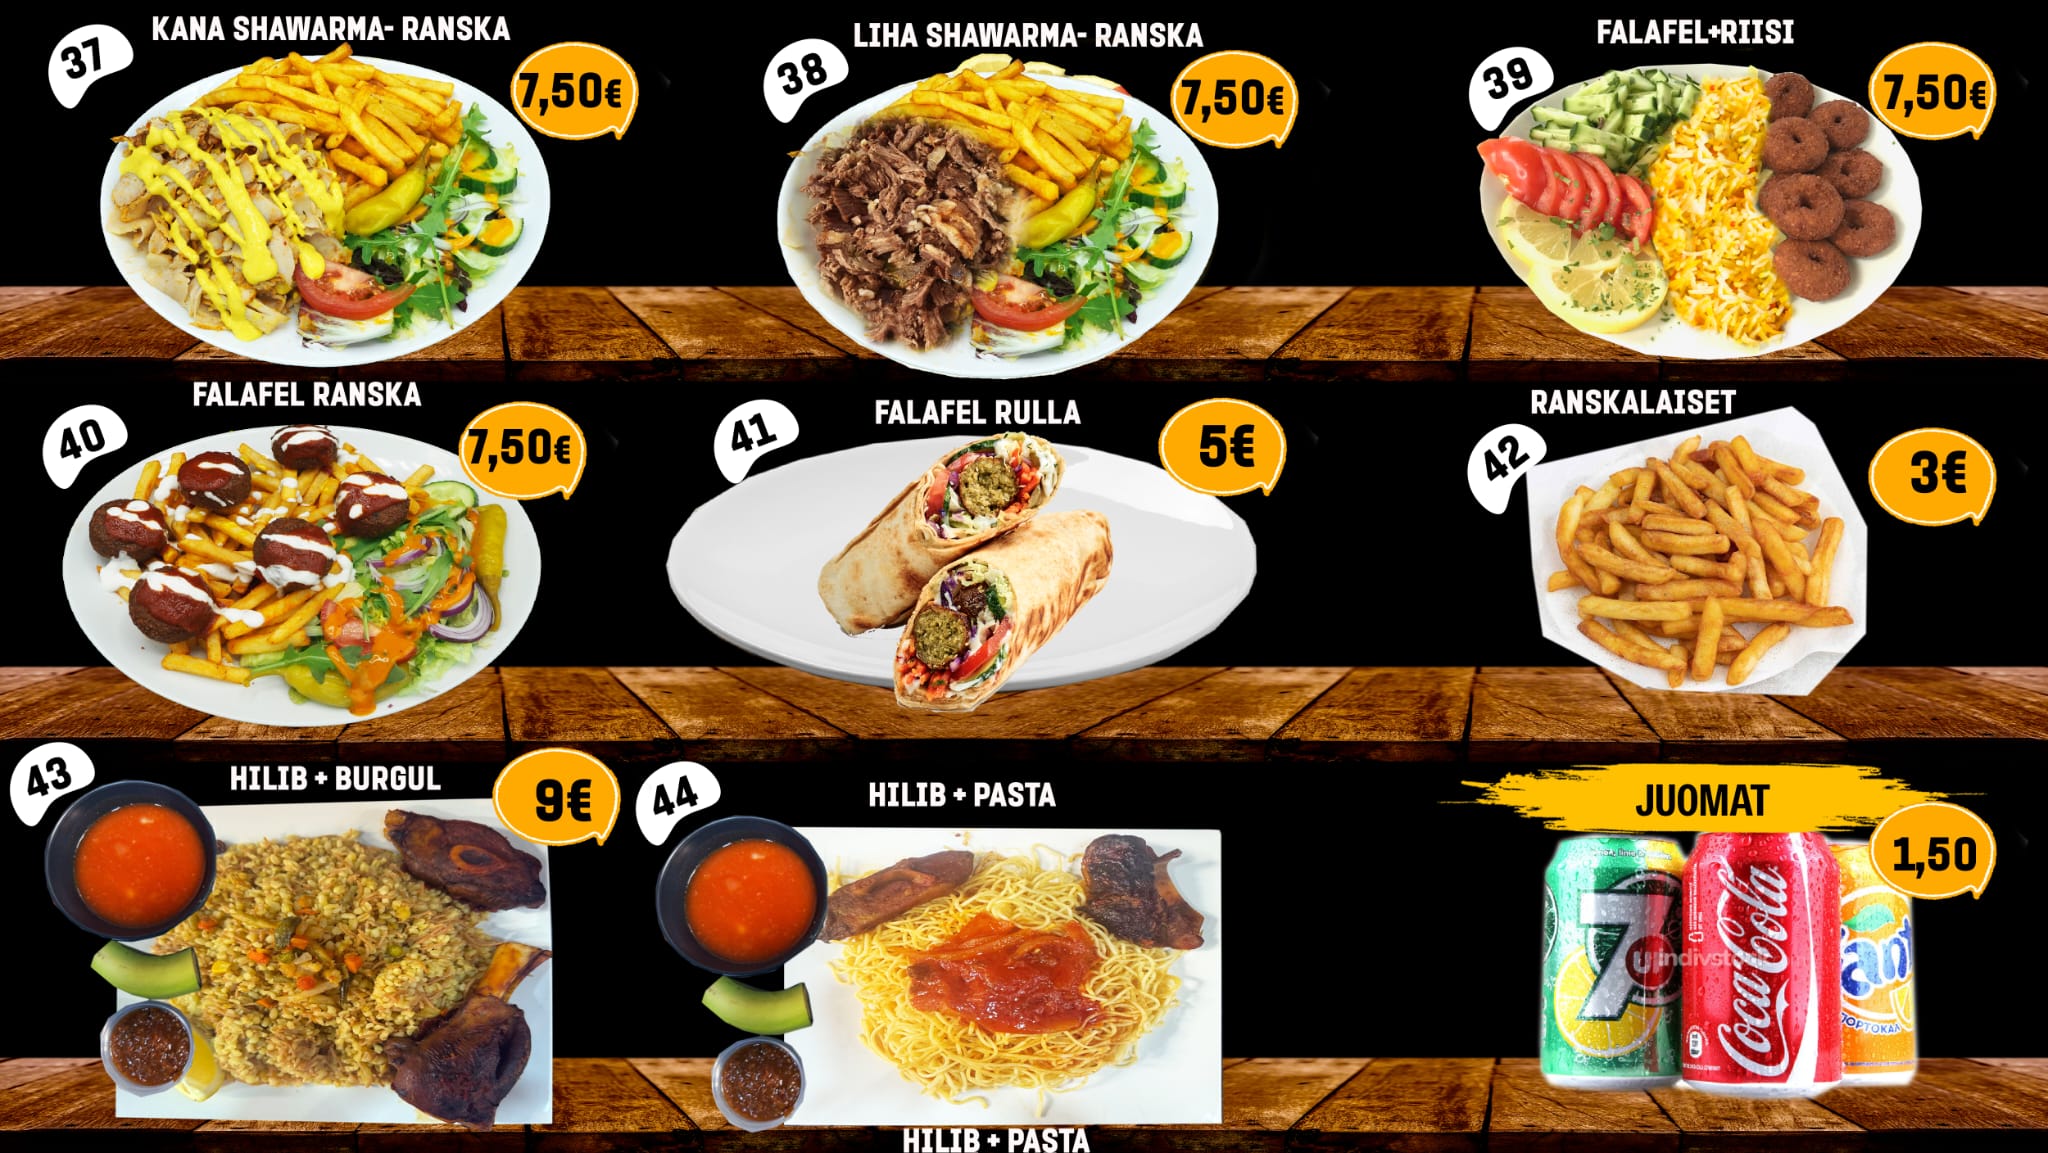 37
KANA SHAWARMA- RANSKA
7,50€
38
LIHA SHAWARMA- RANSKA
7,50€
39
FALAFEL+RIISI
7,50€
40
FALAFEL RANSKA
7,50€
41
FALAFEL RULLA
5€
42
RANSKALAISET
3€
43
HILIB + BURGUL
9€
44
HILIB + PASTA
HILIB + PASTA
JUOMAT
1,50
7
Coca-Cola